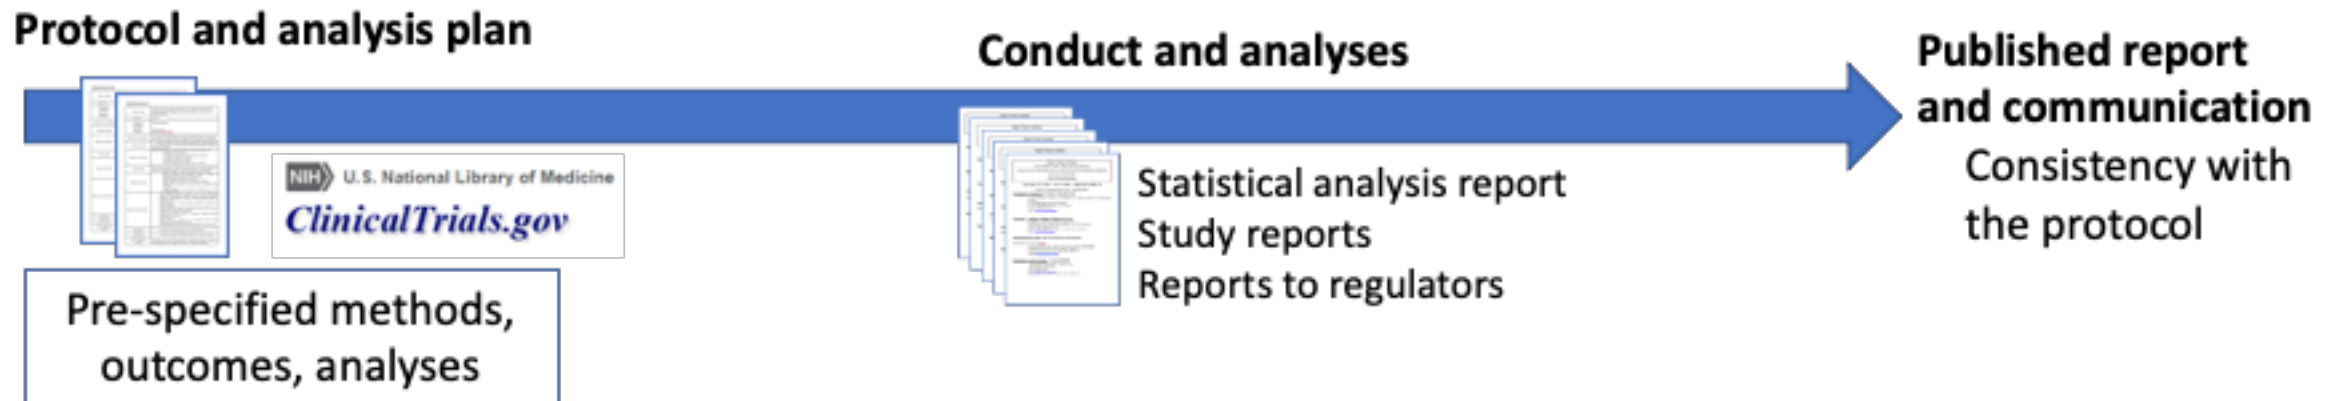 Protocol and analysis plan
Conduct and analyses
Published report
and communication
Consistency with
the protocol
NIH U.S. National Library of Medicine
ClinicalTrials.gov
Statistical analysis report
Study reports
Reports to regulators
Pre-specified methods,
outcomes, analyses